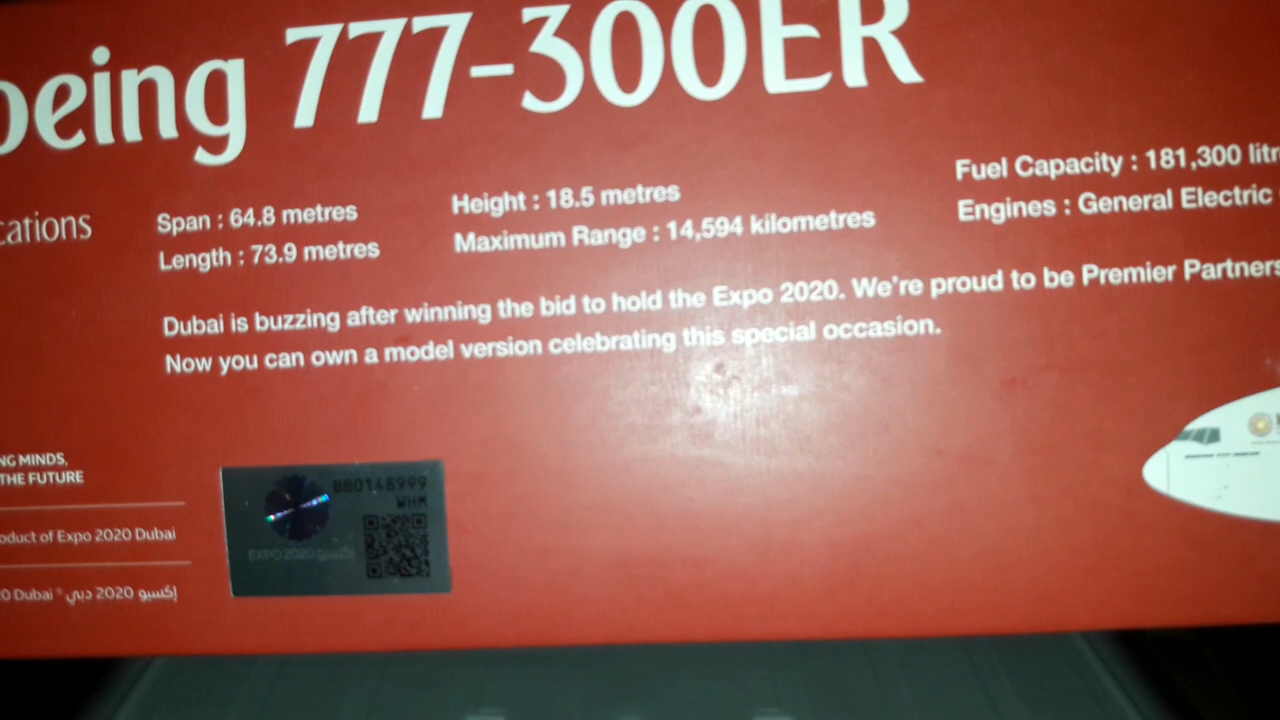 oeing 777-300ER
cations
Span : 64.8 metres
Length : 73.9 metres
Height : 18.5 metres
Maximum Range : 14,594 kilometres
Fuel Capacity : 181,300 litr
Engines : General Electric
Dubai is buzzing after winning the bid to hold the Expo 2020. We're proud to be Premier Partners
Now you can own a model version celebrating this special occasion.
NG MINDS,
THE FUTURE
oduct of Expo 2020 Dubai
0 Dubai ® إكسبو 2020 دبي
BB0148999
WHM
EXPO 2020 إكسبو